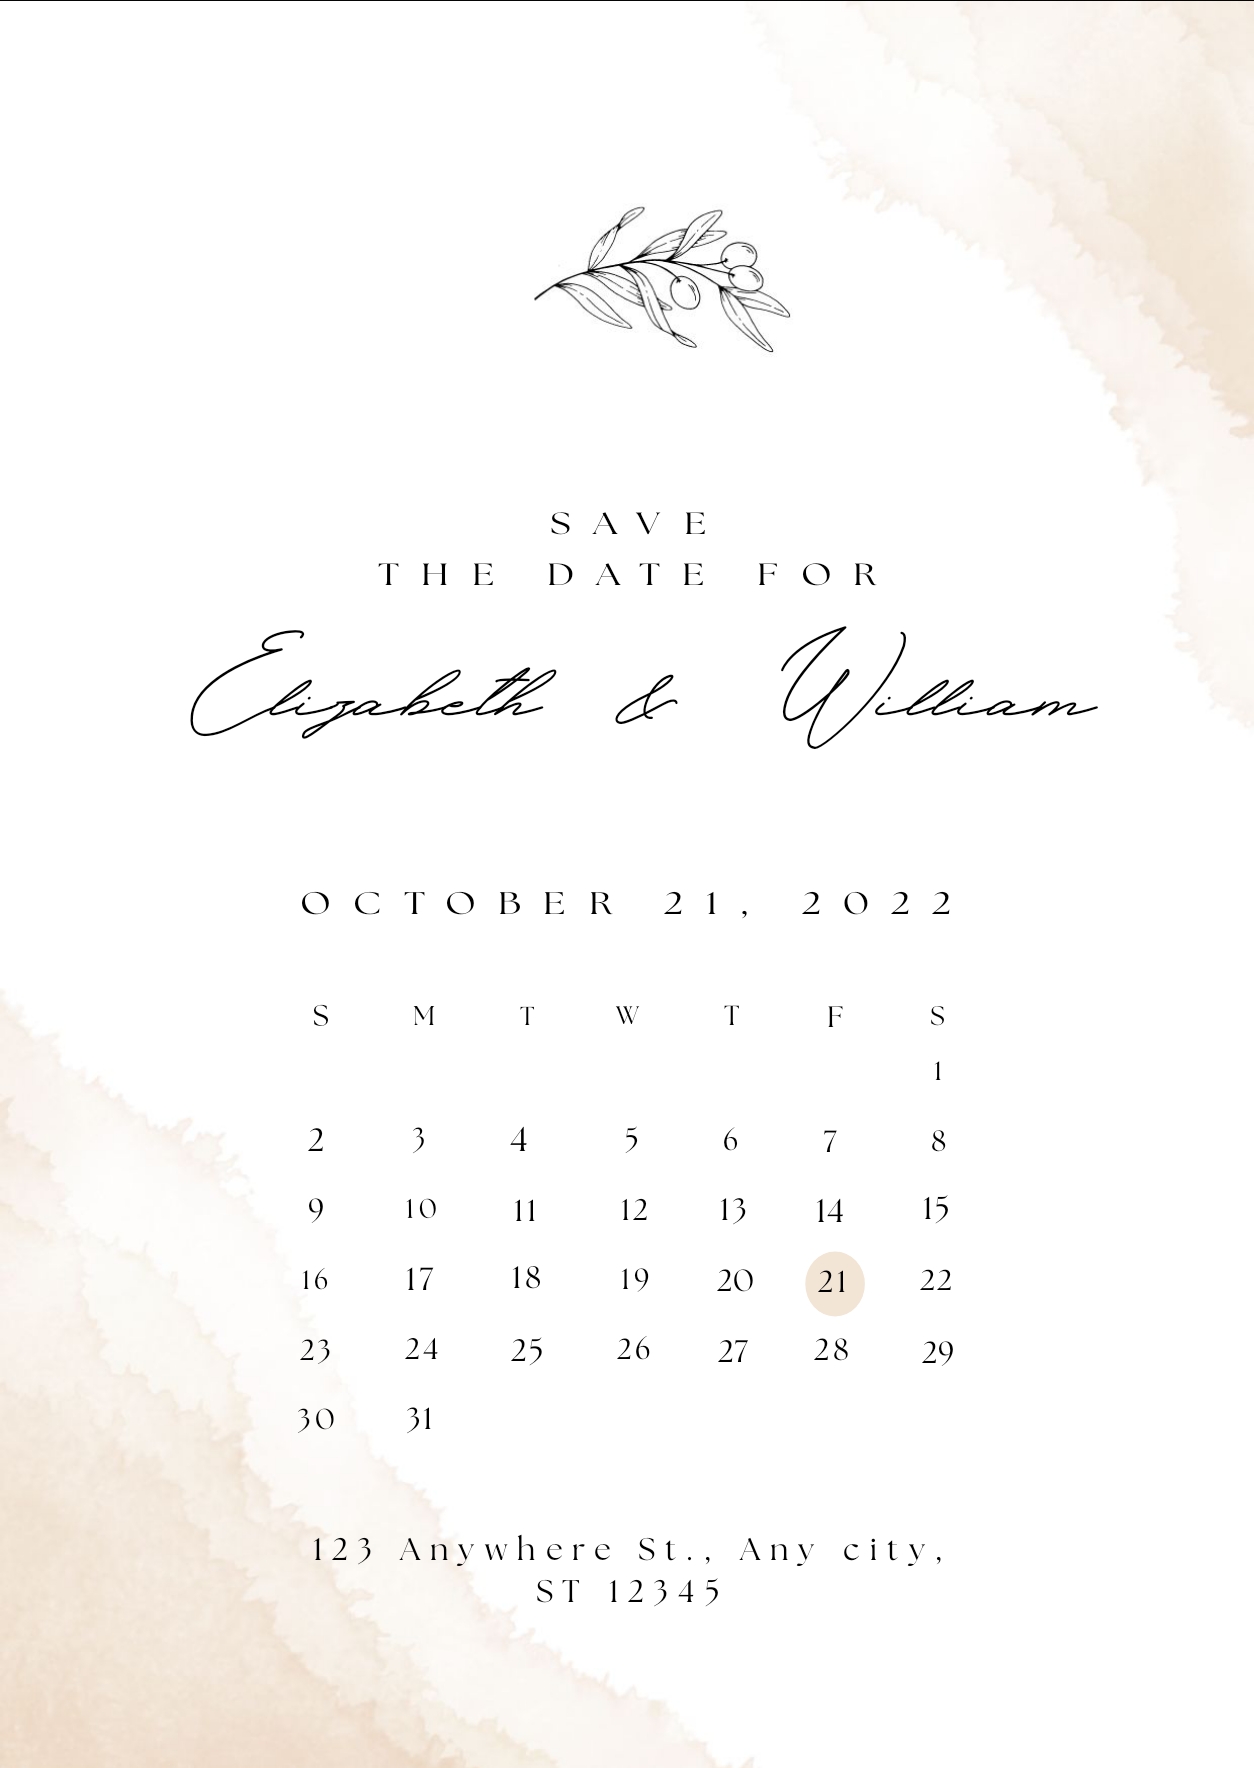 SAVE
THE DATE FOR
Elizabeth & William
OCTOBER 21, 2022
S M T W T F S
1
2 3 4 5 6 7 8
9 10 11 12 13 14 15
16 17 18 19 20 21 22
23 24 25 26 27 28 29
30 31
123 Anywhere St., Any city,
ST 12345